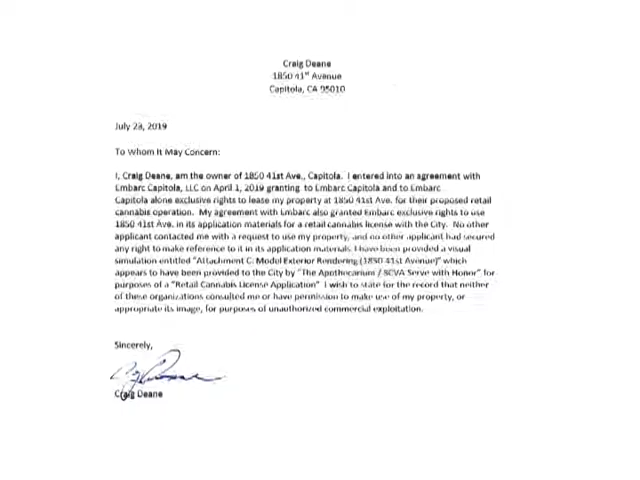 Craig Deane
1850 41st Avenue
Capitola, CA 95010
July 23, 2019
To Whom It May Concern:
I, Craig Deane, am the owner of 1850 41st Ave., Capitola. I entered into an agreement with
Embarc Capitola, LLC on April 1, 2019 granting to Embarc Capitola and to Embarc
Capitola alone exclusive rights to lease my property at 1850 41st Ave. for their proposed retail
cannabis operation. My agreement with Embarc also granted Embarc exclusive rights to use
1850 41st Ave. in its application materials for a retail cannabis license with the City. No other
applicant contacted me with a request to use my property, and no other applicant had secured
any right to make reference to it in its application materials. I have been provided a visual
simulation entitled "Attachment C: Model Exterior Rendering (1850 41st Avenue)" which
appears to have been provided to the City by "The Apothecarium / SCVA Serve with Honor" for
purposes of a "Retail Cannabis License Application" I wish to state for the record that neither
of these organizations consulted me or have permission to make use of my property, or
appropriate its image, for purposes of unauthorized commercial exploitation.
Sincerely,
Craig Deane